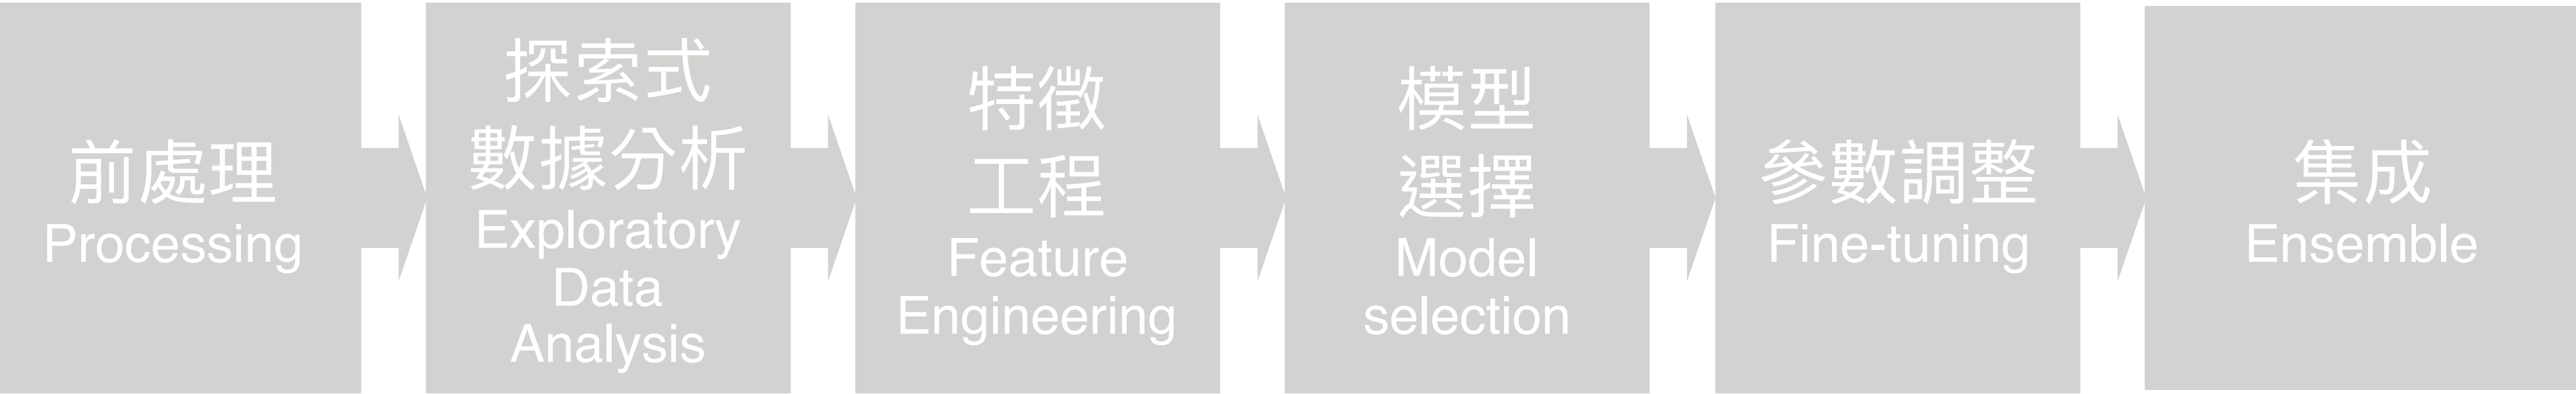 前處理
Processing
探索式
數據分析
Exploratory
Data
Analysis
特徵
工程
Feature
Engineering
模型
選擇
Model
selection
參數調整
Fine-tuning
集成
Ensemble